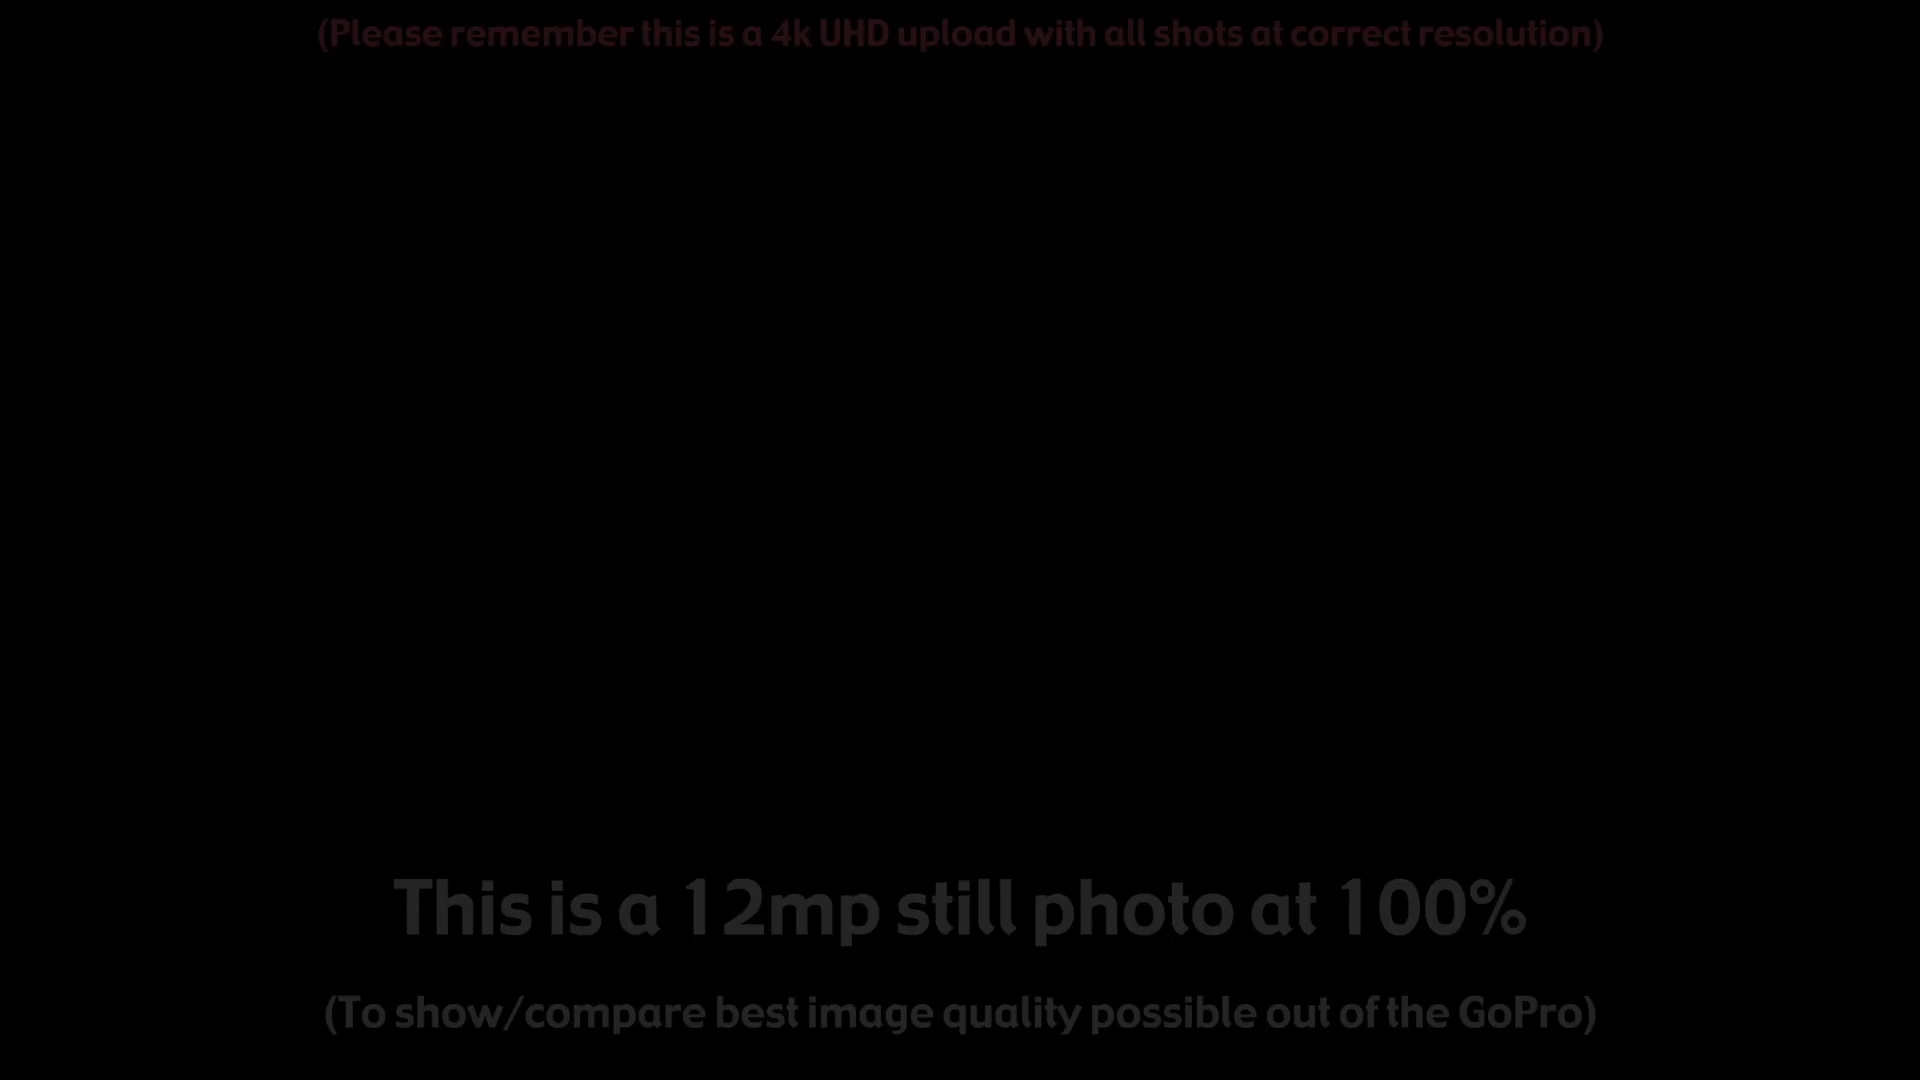 (Please remember this is a 4k UHD upload with all shots at correct resolution)
This is a 12mp still photo at 100%
(To show/compare best image quality possible out of the GoPro)